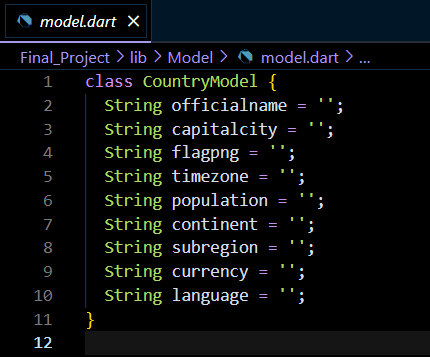 model.dart ×
Final_Project > lib > Model > model.dart > ...
1 class CountryModel {
2   String officialname = '';
3   String capitalcity = '';
4   String flagpng = '';
5   String timezone = '';
6   String population = '';
7   String continent = '';
8   String subregion = '';
9   String currency = '';
10   String language = '';
11 }
12